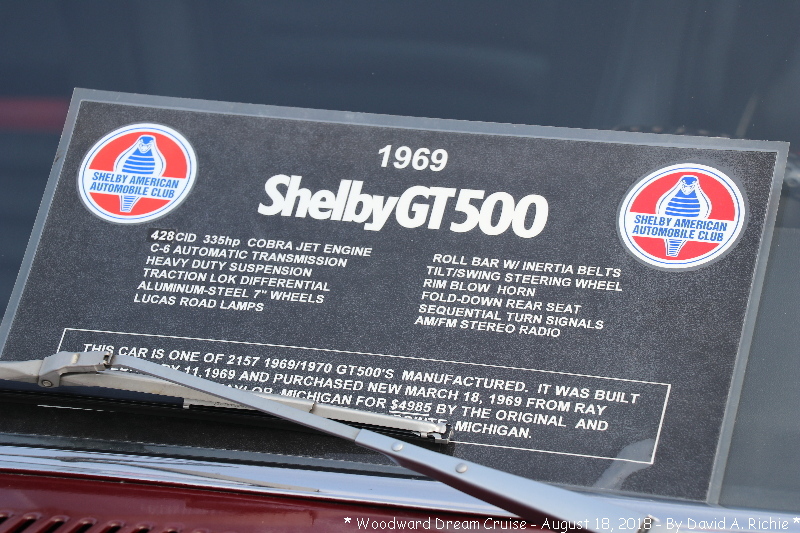 1969
Shelby GT500
SHELBY AMERICAN
AUTOMOBILE CLUB
SHELBY AMERICAN
AUTOMOBILE CLUB
428CID 335hp COBRA JET ENGINE
C-6 AUTOMATIC TRANSMISSION
HEAVY DUTY SUSPENSION
TRACTION LOK DIFFERENTIAL
ALUMINUM-STEEL 7" WHEELS
LUCAS ROAD LAMPS
ROLL BAR W/ INERTIA BELTS
TILT/SWING STEERING WHEEL
RIM BLOW HORN
FOLD-DOWN REAR SEAT
SEQUENTIAL TURN SIGNALS
AM/FM STEREO RADIO
THIS CAR IS ONE OF 2157 1969/1970 GT500'S MANUFACTURED. IT WAS BUILT
11,1969 AND PURCHASED NEW MARCH 18, 1969 FROM RAY
MICHIGAN FOR $4985 BY THE ORIGINAL AND
MICHIGAN.
* Woodward Dream Cruise - August 18, 2018 - By David A. Richie *